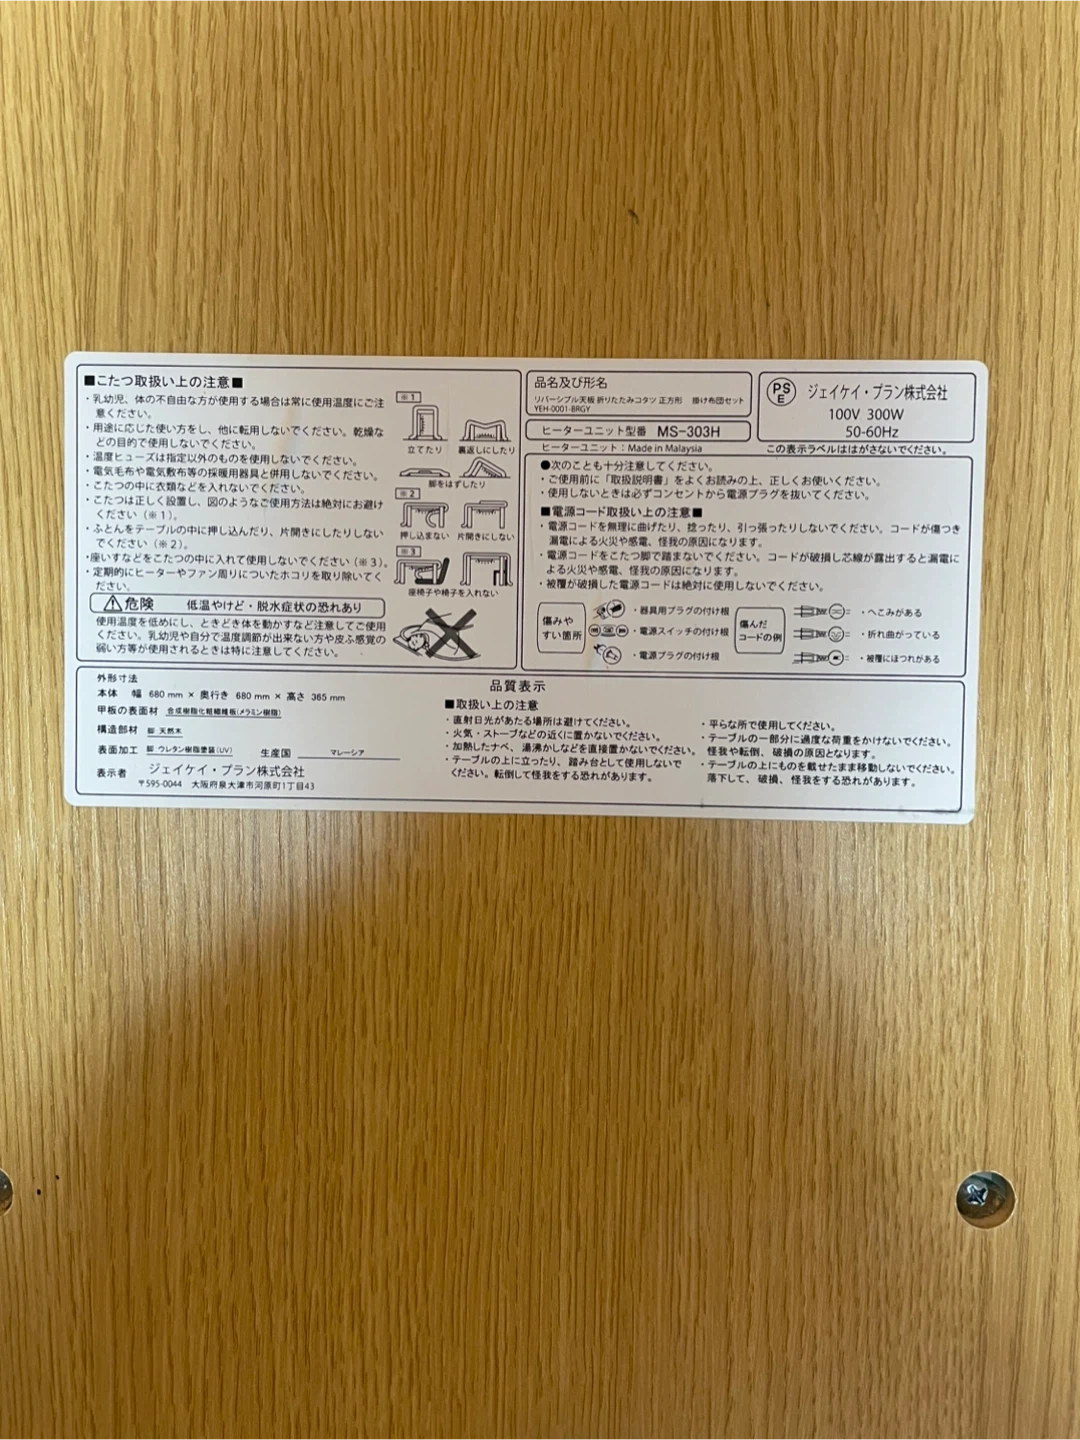 ■こたつ取扱い上の注意■
・乳幼児、体の不自由な方が使用する場合は常に使用温度にご注
意ください。
・用途に応じた使い方をし、他に転用しないでください。乾燥な
どの目的で使用しないでください。
・温度ヒューズは指定以外のものを使用しないでください。
・電気毛布や電気敷布等の採暖用器具と併用しないでください。
・こたつの中に衣類などを入れないでください。
・こたつは正しく設置し、図のようなご使用方法は絶対にお避け
ください（※1）。
・ふとんをテーブルの中に押し込んだり、片開きにしたりしない
でください（※2）。
・座いすなどをこたつの中に入れて使用しないでください（※3）。
・定期的にヒーターやファン周りについたホコリを取り除いてく
ださい。
※1
立てたり 裏返しにしたり
脚をはずしたり
※2
押し込まない 片開きにしない
※3
座椅子や椅子を入れない
危険 低温やけど・脱水症状の恐れあり
使用温度を低めにし、ときどき体を動かすなど注意してご使用
ください。乳幼児や自分で温度調節が出来ない方や皮ふ感覚の
弱い方等が使用されるときは特に注意してください。
品名及び形名
リバーシブル天板 折りたたみコタツ 正方形 掛け布団セット
YEH-0001-BRGY
ヒーターユニット型番 MS-303H
ヒーターユニット：Made in Malaysia
PSE ジェイケイ・プラン株式会社
100V 300W
50-60Hz
この表示ラベルははがさないでください。
●次のことも十分注意してください。
・ご使用前に「取扱説明書」をよくお読みの上、正しくお使いください。
・使用しないときは必ずコンセントから電源プラグを抜いてください。
■電源コード取扱い上の注意■
・電源コードを無理に曲げたり、捻ったり、引っ張ったりしないでください。コードが傷つき
漏電による火災や感電、怪我の原因になります。
・電源コードをこたつ脚で踏まないでください。コードが破損し芯線が露出すると漏電に
よる火災や感電、怪我の原因になります。
・被覆が破損した電源コードは絶対に使用しないでください。
傷みや
すい箇所
・器具用プラグの付け根
・電源スイッチの付け根
・電源プラグの付け根
傷んだ
コードの例
・へこみがある
・折れ曲がっている
・被覆にほつれがある
品質表示
外形寸法
本体 幅 680 mm × 奥行き 680 mm × 高さ 365 mm
甲板の表面材 合成樹脂化粧繊維板(メラミン樹脂)
構造部材 脚 天然木
表面加工 脚 ウレタン樹脂塗装(UV) 生産国 マレーシア
表示者 ジェイケイ・プラン株式会社
〒595-0044 大阪府泉大津市河原町1丁目43
■取扱い上の注意
・直射日光があたる場所は避けてください。
・火気・ストーブなどの近くに置かないでください。
・加熱したナベ、湯沸かしなどを直接置かないでください。
・テーブルの上に立ったり、踏み台として使用しないで
ください。転倒して怪我をする恐れがあります。
・平らな所で使用してください。
・テーブルの一部分に過度な荷重をかけないでください。
怪我や転倒、破損の原因となります。
・テーブルの上にものを載せたまま移動しないでください。
落下して、破損、怪我をする恐れがあります。